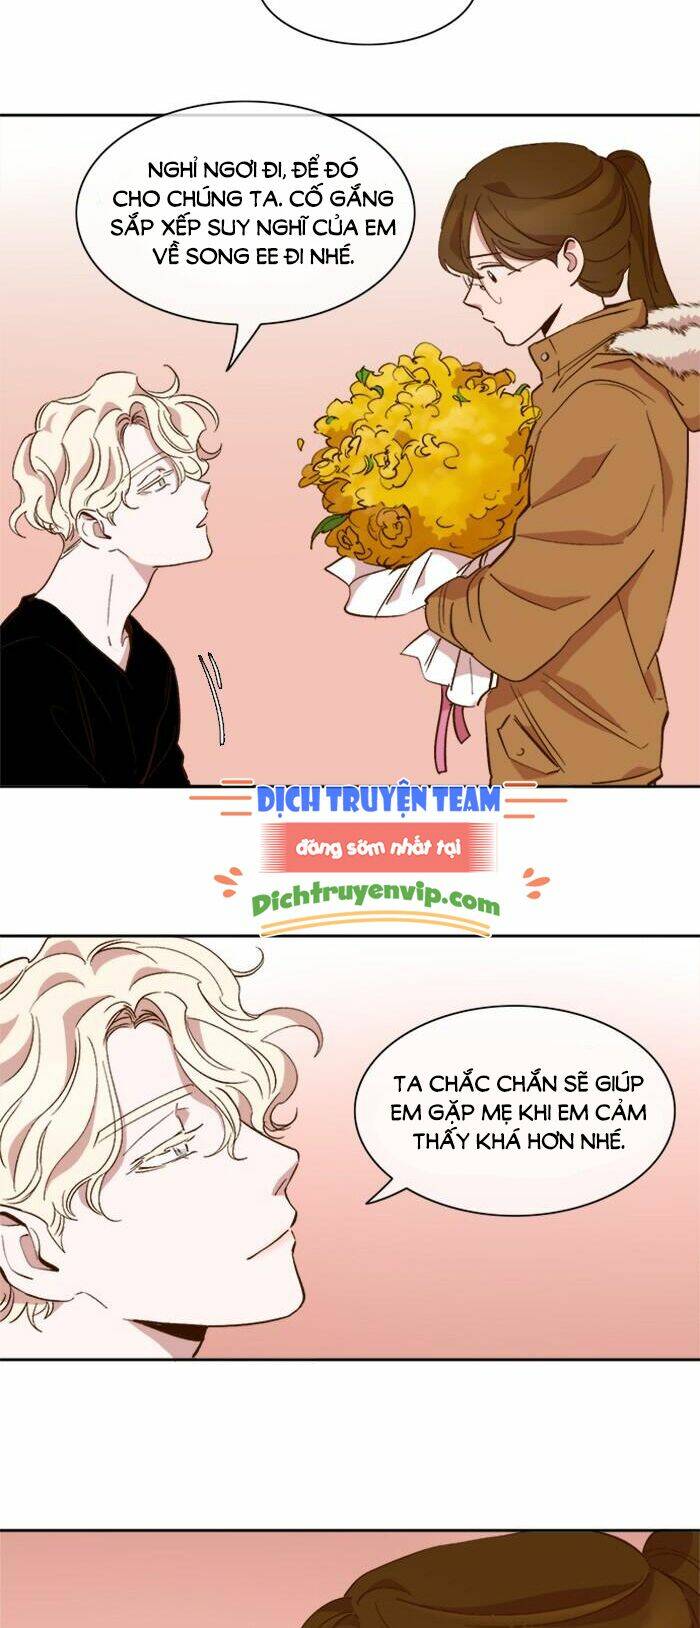 NGHỈ NGƠI ĐI, ĐỂ ĐÓ
CHO CHÚNG TA. CỐ GẮNG
SẮP XẾP SUY NGHĨ CỦA EM
VỀ SONG EE ĐI NHÉ.
DỊCH TRUYỆN TEAM
đăng sớm nhất tại
Dichtruyenvip.com
TA CHẮC CHẮN SẼ GIÚP
EM GẶP MẸ KHI EM CẢM
THẤY KHÁ HƠN NHÉ.